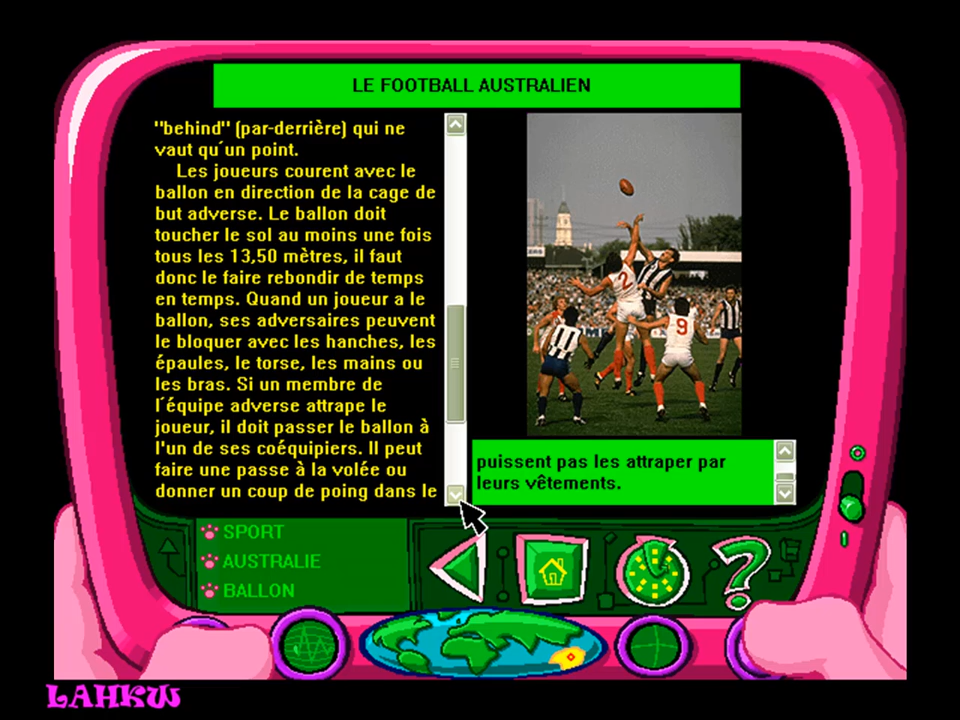 LE FOOTBALL AUSTRALIEN
"behind" (par-derrière) qui ne
vaut qu´un point.
Les joueurs courent avec le
ballon en direction de la cage de
but adverse. Le ballon doit
toucher le sol au moins une fois
tous les 13,50 mètres, il faut
donc le faire rebondir de temps
en temps. Quand un joueur a le
ballon, ses adversaires peuvent
le bloquer avec les hanches, les
épaules, le torse, les mains ou
les bras. Si un membre de
l´équipe adverse attrape le
joueur, il doit passer le ballon à
l'un de ses coéquipiers. Il peut
faire une passe à la volée ou
donner un coup de poing dans le
2
9
puissent pas les attraper par
leurs vêtements.
SPORT
AUSTRALIE
BALLON
?
LAHKW